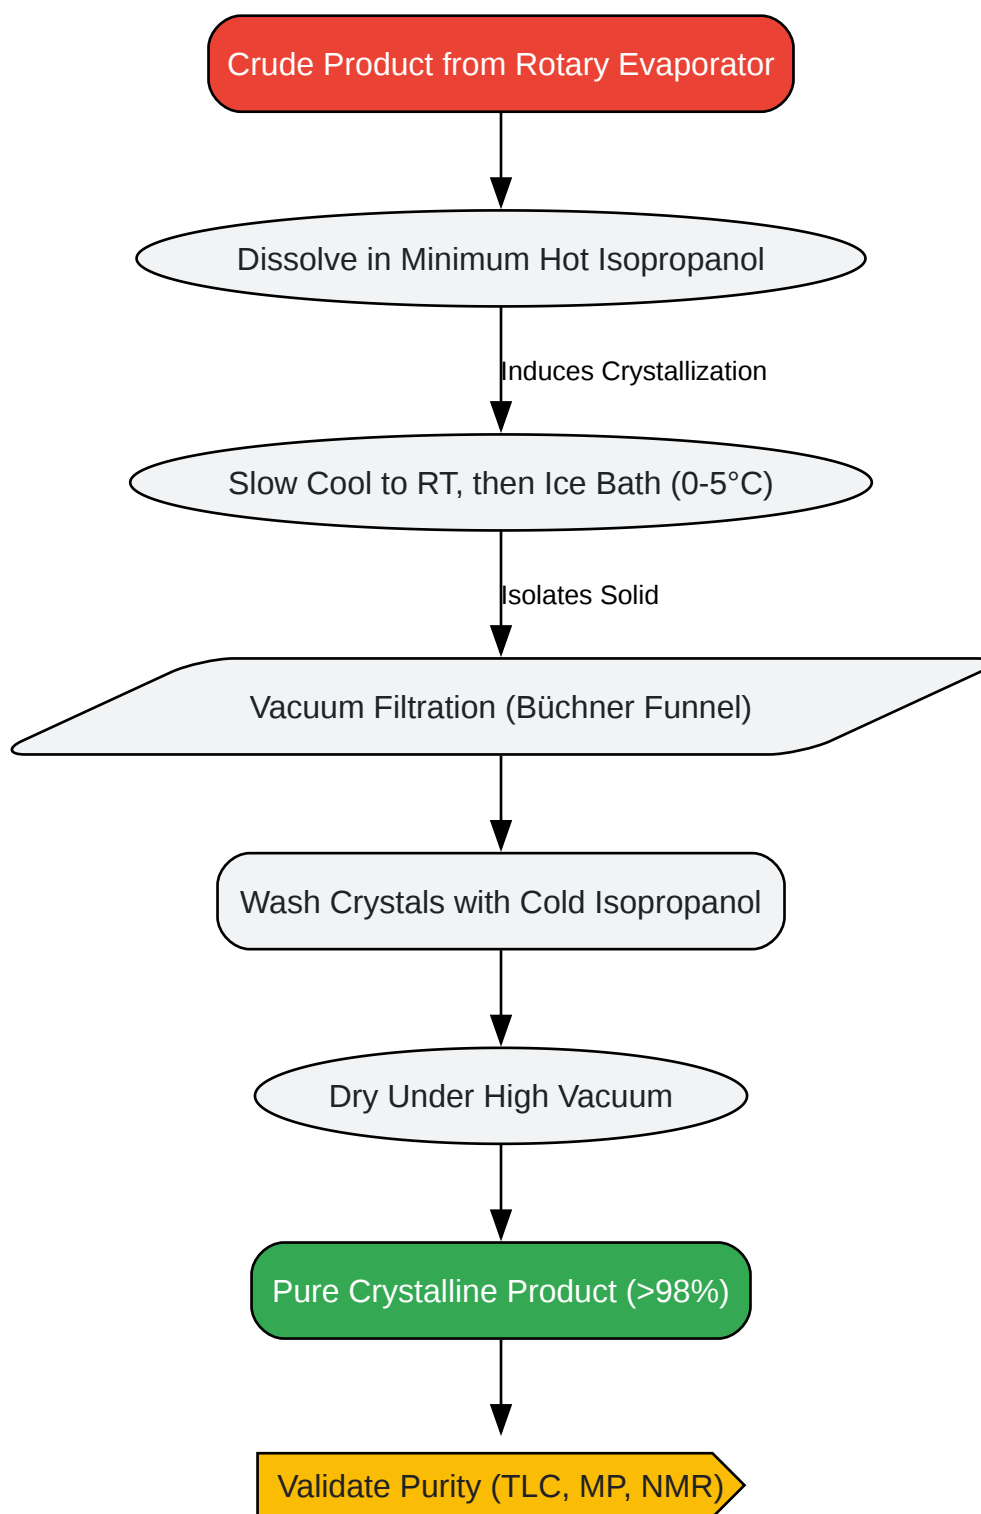 Crude Product from Rotary Evaporator
Dissolve in Minimum Hot Isopropanol
Induces Crystallization
Slow Cool to RT, then Ice Bath (0-5°C)
Isolates Solid
Vacuum Filtration (Büchner Funnel)
Wash Crystals with Cold Isopropanol
Dry Under High Vacuum
Pure Crystalline Product (>98%)
Validate Purity (TLC, MP, NMR)